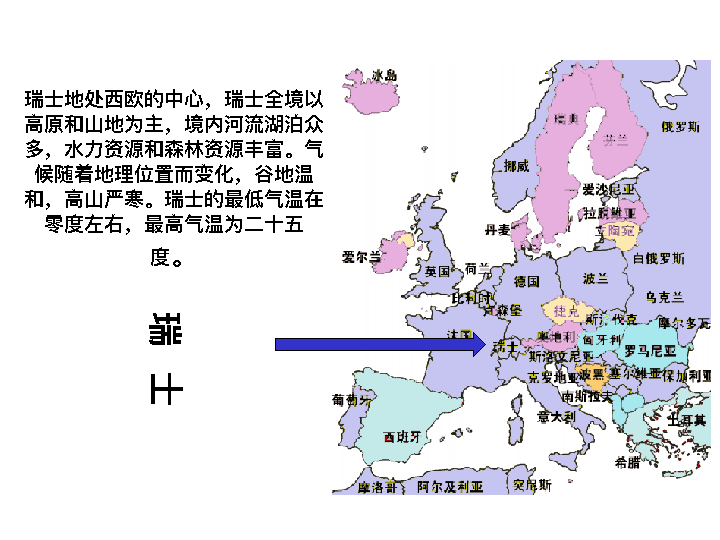 瑞士地处西欧的中心，瑞士全境以
高原和山地为主，境内河流湖泊众
多，水力资源和森林资源丰富。气
候随着地理位置而变化，谷地温
和，高山严寒。瑞士的最低气温在
零度左右，最高气温为二十五
度。
瑞士
冰岛
瑞典
芬兰
俄罗斯
挪威
爱沙尼亚
拉脱维亚
立陶宛
丹麦
白俄罗斯
爱尔兰
英国
荷兰
德国
波兰
比利时
乌克兰
克森堡
捷克
斯洛伐克
摩尔多瓦
法国
奥地利
匈牙利
瑞士
斯洛文尼亚
罗马尼亚
克罗地亚
波黑
塞尔维亚
保加利亚
南斯拉夫
葡萄牙
意大利
土耳其
西班牙
希腊
摩洛哥
阿尔及利亚
突尼斯